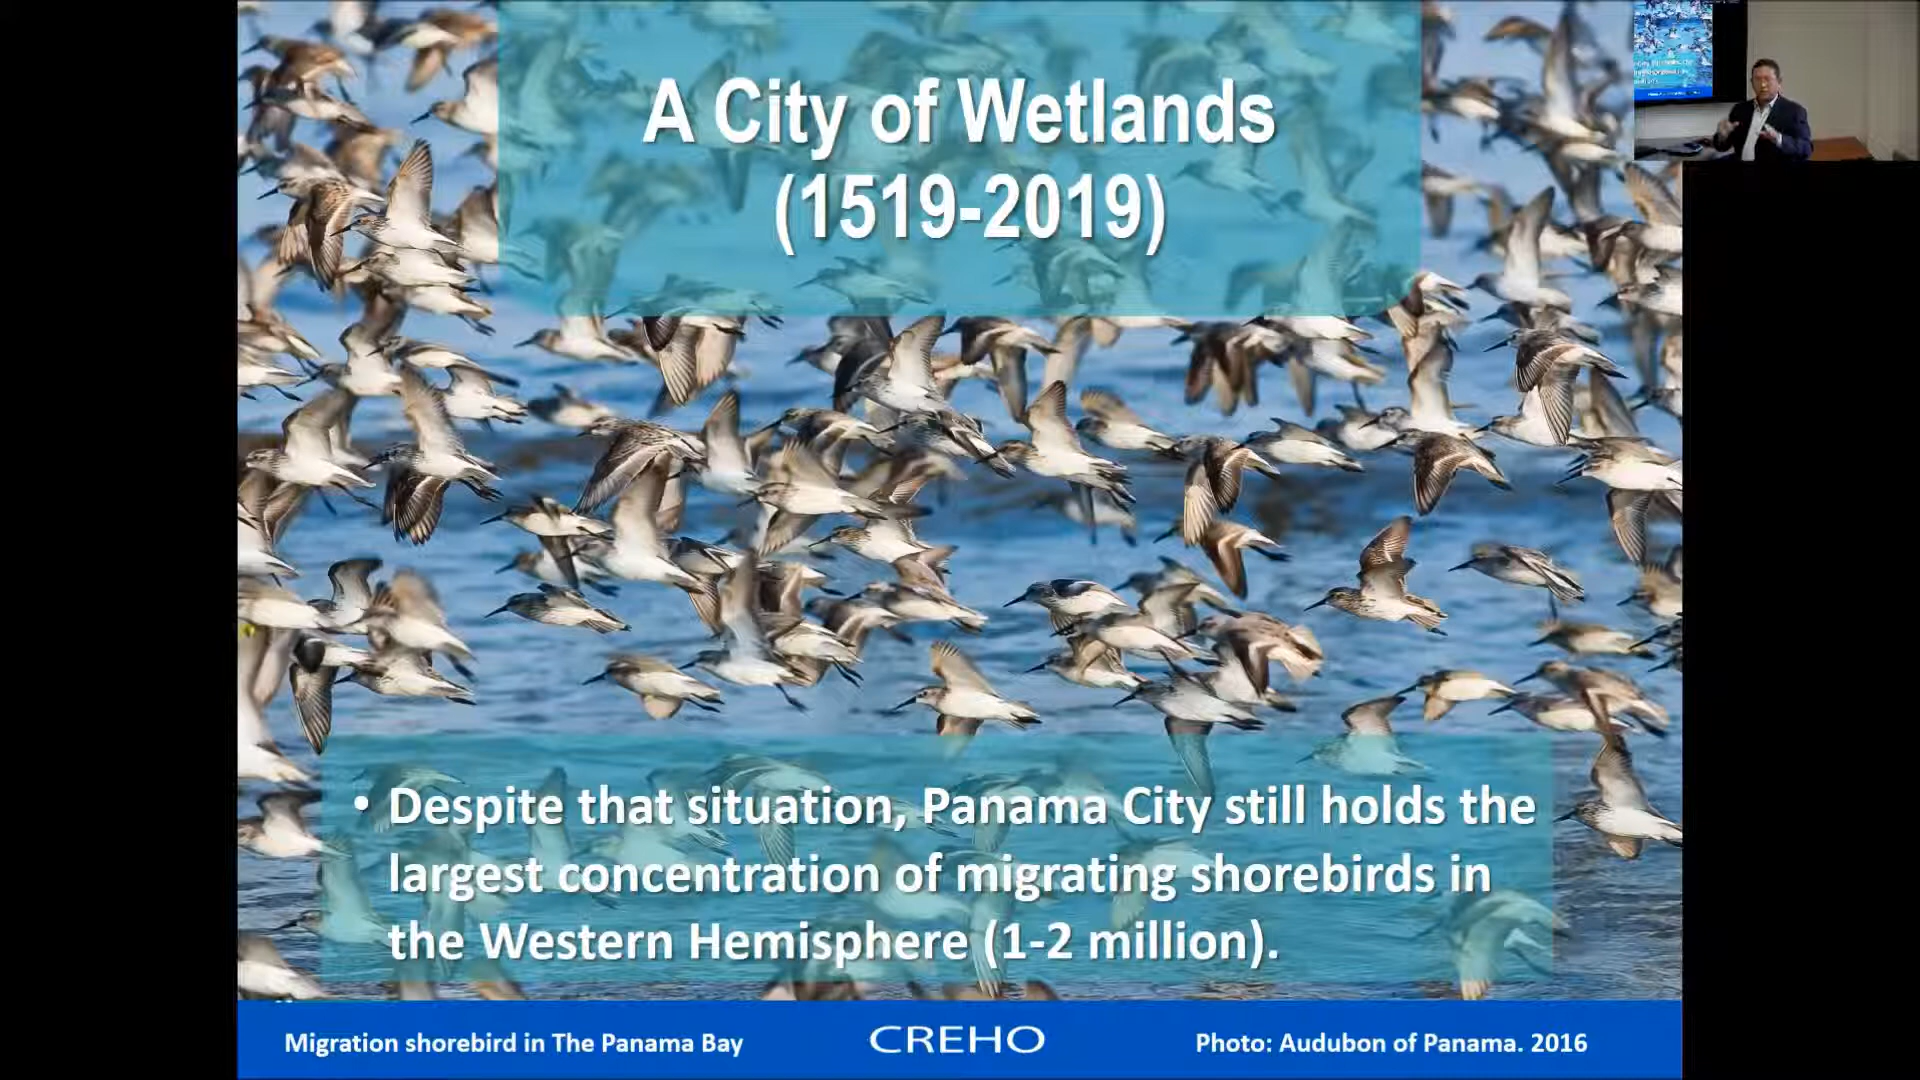 A City of Wetlands
(1519-2019)
• Despite that situation, Panama City still holds the
largest concentration of migrating shorebirds in
the Western Hemisphere (1-2 million).
Migration shorebird in The Panama Bay
CREHO
Photo: Audubon of Panama. 2016